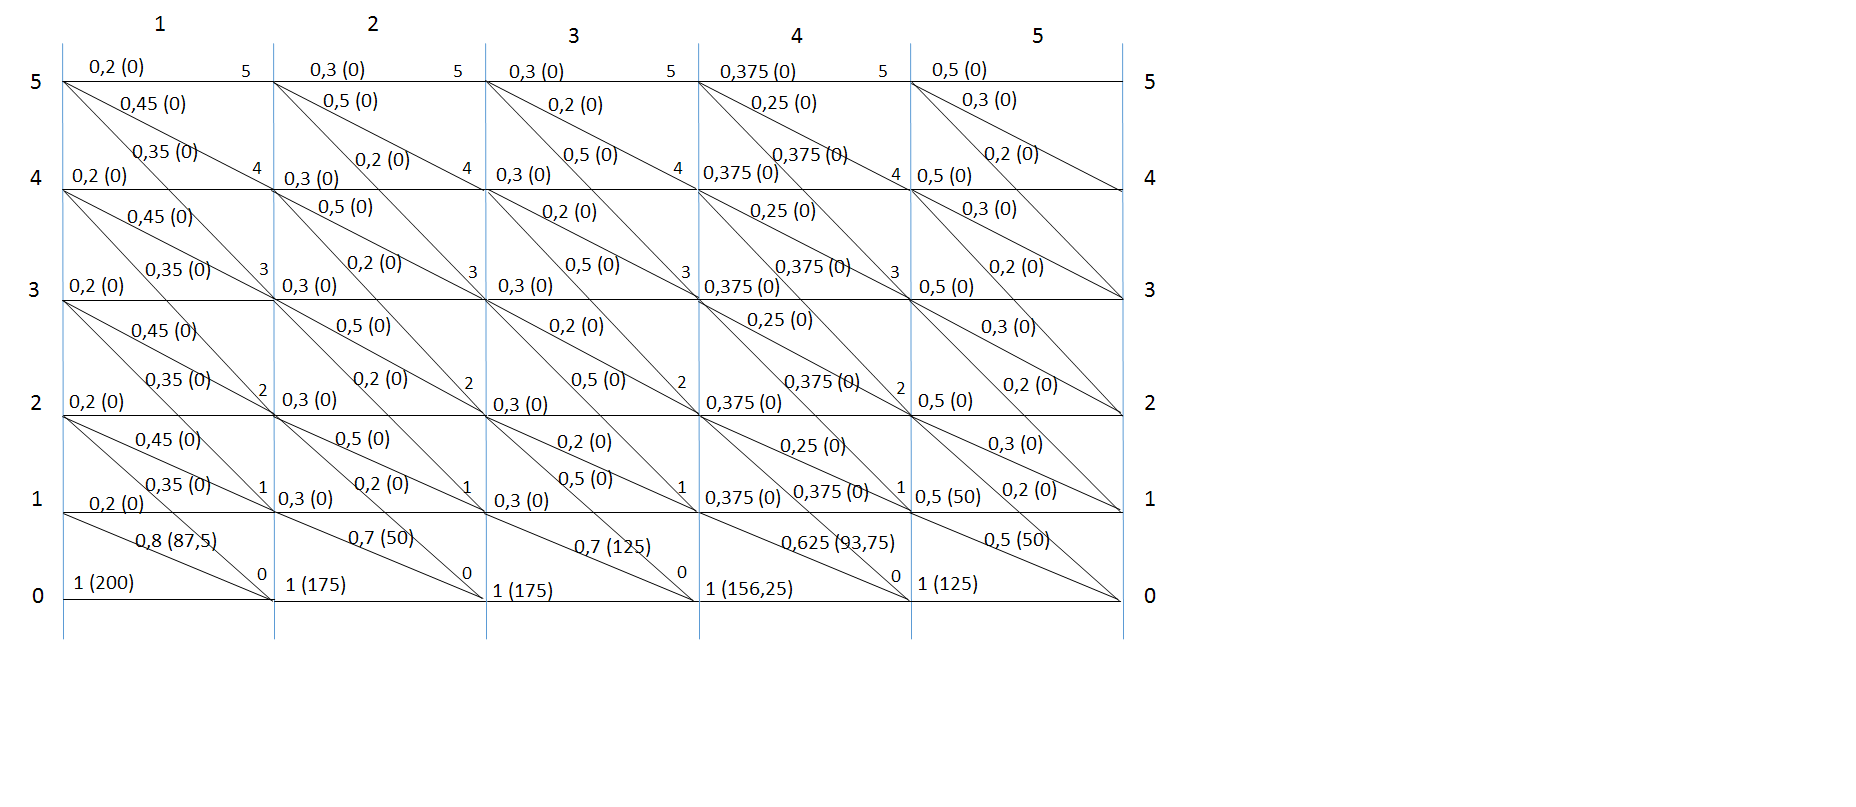 1 2 3 4 5
5 0,2 (0) 5 0,3 (0) 5 0,3 (0) 5 0,375 (0) 5 0,5 (0) 5
0,45 (0) 0,5 (0) 0,2 (0) 0,25 (0) 0,3 (0)
0,35 (0) 0,2 (0) 0,5 (0) 0,375 (0) 0,2 (0)
4 0,2 (0) 4 0,3 (0) 4 0,3 (0) 4 0,375 (0) 4 0,5 (0) 4
0,45 (0) 0,5 (0) 0,2 (0) 0,25 (0) 0,3 (0)
0,35 (0) 0,2 (0) 0,5 (0) 0,375 (0) 0,2 (0)
3 0,2 (0) 3 0,3 (0) 3 0,3 (0) 3 0,375 (0) 3 0,5 (0) 3
0,45 (0) 0,5 (0) 0,2 (0) 0,25 (0) 0,3 (0)
0,35 (0) 0,2 (0) 0,5 (0) 0,375 (0) 0,2 (0)
2 0,2 (0) 2 0,3 (0) 2 0,3 (0) 2 0,375 (0) 2 0,5 (0) 2
0,45 (0) 0,5 (0) 0,2 (0) 0,25 (0) 0,3 (0)
0,35 (0) 0,2 (0) 0,5 (0) 0,375 (0) 0,2 (0)
1 0,2 (0) 1 0,3 (0) 1 0,3 (0) 1 0,375 (0) 1 0,5 (50) 1
0,8 (87,5) 0,7 (50) 0,7 (125) 0,625 (93,75) 0,5 (50)
0 1 (200) 0 1 (175) 0 1 (175) 0 1 (156,25) 0 1 (125) 0